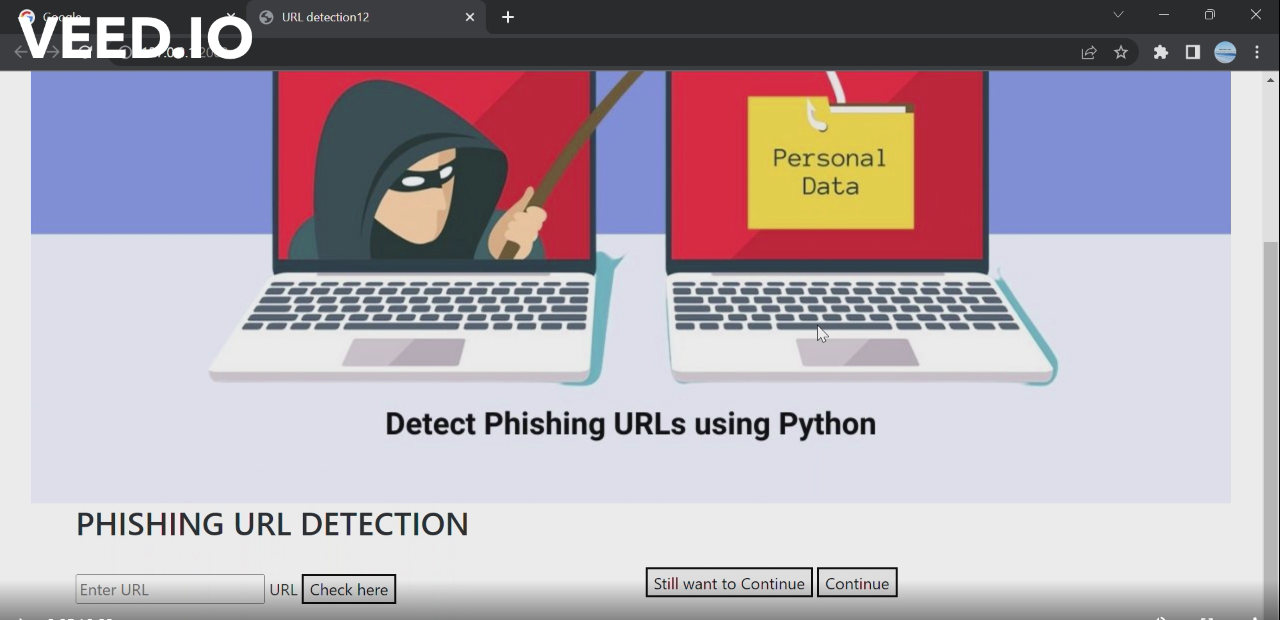 Google
URL detection12
VEED.IO
Personal
Data
Detect Phishing URLs using Python
PHISHING URL DETECTION
Enter URL URL Check here
Still want to Continue Continue